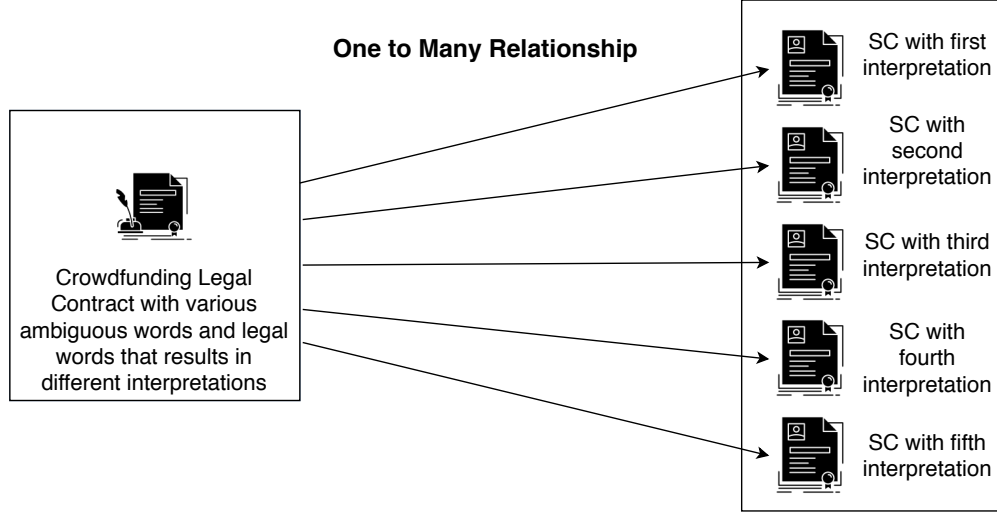 One to Many Relationship
Crowdfunding Legal
Contract with various
ambiguous words and legal
words that results in
different interpretations
SC with first
interpretation
SC with
second
interpretation
SC with third
interpretation
SC with
fourth
interpretation
SC with fifth
interpretation